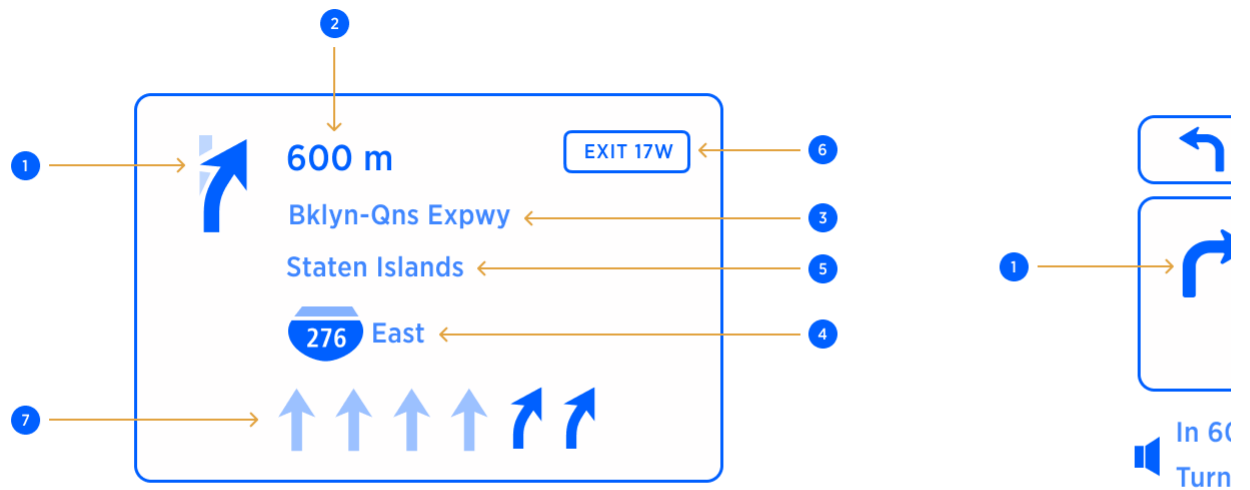 2
1
600 m
EXIT 17W
6
Bklyn-Qns Expwy
3
Staten Islands
5
276 East
4
7
1
In
Turn